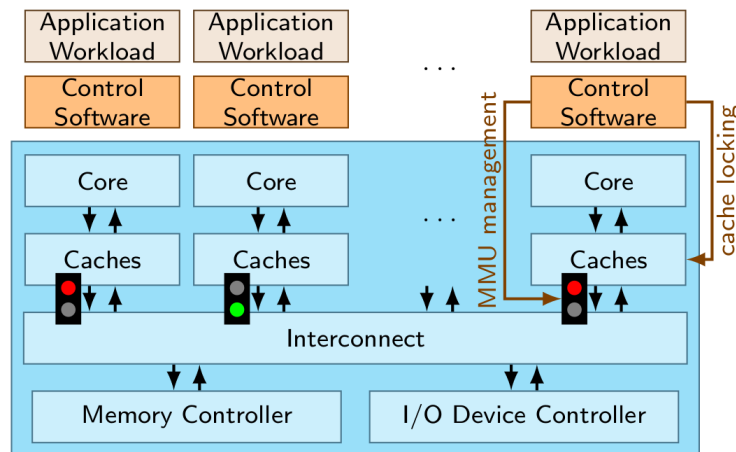 Application
Workload
Application
Workload
Application
Workload
. . .
Control
Software
Control
Software
Control
Software
MMU management
cache locking
Core
Core
Core
. . .
Caches
Caches
Caches
Interconnect
Memory Controller
I/O Device Controller